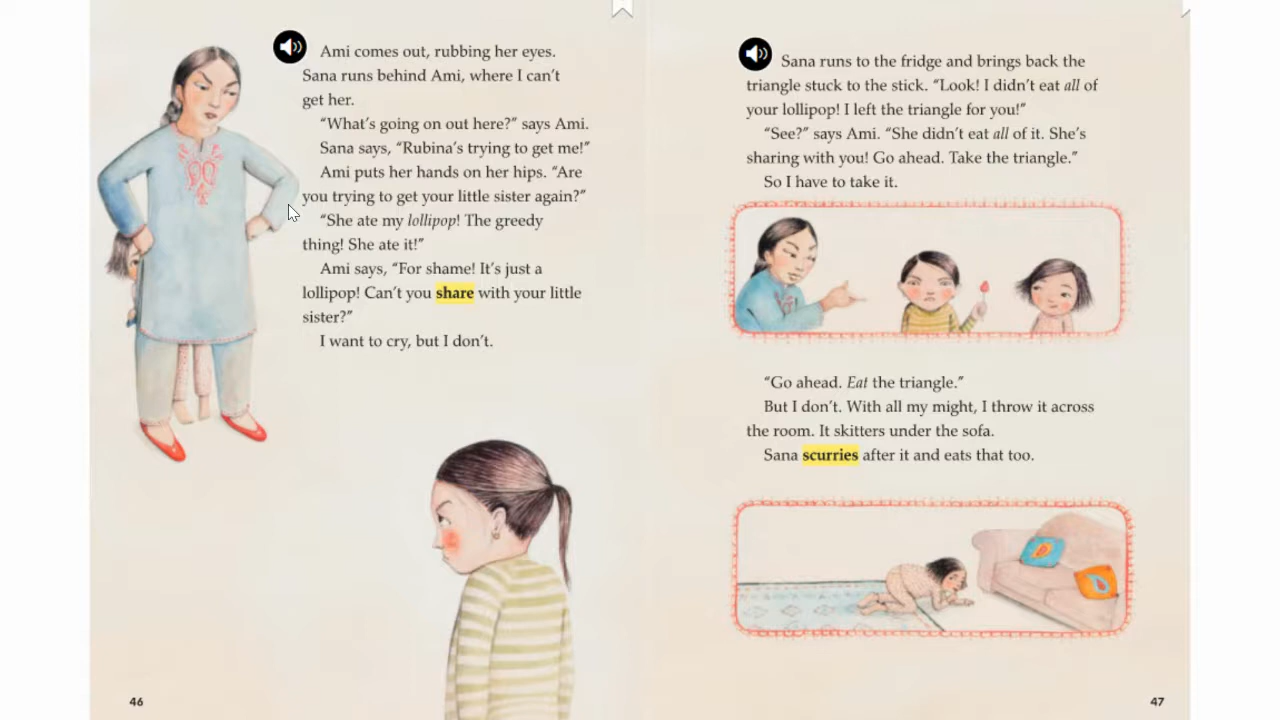 Ami comes out, rubbing her eyes.
Sana runs behind Ami, where I can't
get her.
“What's going on out here?” says Ami.
Sana says, “Rubina's trying to get me!”
Ami puts her hands on her hips. “Are
you trying to get your little sister again?”
“She ate my lollipop! The greedy
thing! She ate it!”
Ami says, “For shame! It's just a
lollipop! Can't you share with your little
sister?”
I want to cry, but I don't.
46
Sana runs to the fridge and brings back the
triangle stuck to the stick. “Look! I didn't eat all of
your lollipop! I left the triangle for you!”
“See?” says Ami. “She didn't eat all of it. She's
sharing with you! Go ahead. Take the triangle.”
So I have to take it.
“Go ahead. Eat the triangle.”
But I don't. With all my might, I throw it across
the room. It skitters under the sofa.
Sana scurries after it and eats that too.
47